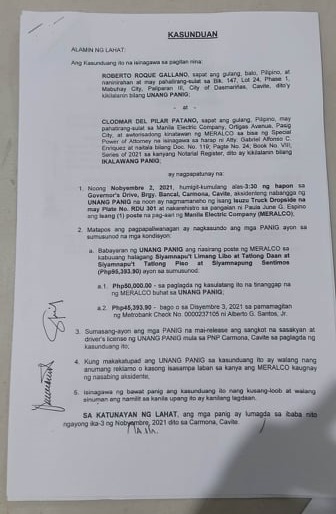 KASUNDUAN
ALAMIN NG LAHAT:
Ang Kasunduang ito na isinagawa sa pagitan nina:
ROBERTO ROQUE GALLANO, sapat ang gulang, balo, Pilipino, at
naninirahan at may pahatirang-sulat sa Blk. 147, Lot 24, Phase 1,
Mabuhay City, Paliparan III, City of Dasmariñas, Cavite, dito'y
kikilalanin bilang UNANG PANIG;
- at -
CLODMAR DEL PILAR PATANO, sapat ang gulang, Pilipino, may
pahatirang-sulat sa Manila Electric Company, Ortigas Avenue, Pasig
City, at awtorisadong kinatawan ng MERALCO sa bisa ng Special
Power of Attorney na isinagawa sa harap ni Atty. Gabriel Alfonso C.
Enriquez at naitala bilang Doc. No. 119; Pagte No. 24; Book No. VIII;
Series of 2021 sa kanyang Notarial Register, dito ay kikilalanin bilang
IKALAWANG PANIG;
ay nagpapatunay na:
1. Noong Nobyembre 2, 2021, humigit-kumulang alas-3:30 ng hapon sa
Governor's Drive, Brgy. Bancal, Carmona, Cavite, aksidenteng nabangga
ng UNANG PANIG na noon ay nagmamaneho ng isang Isuzu Truck Dropside na
may Plate No. RDU 301 at nakarehistro sa pangalan ni Paula June G. Espino
ang isang (1) poste na pag-aari ng Manila Electric Company (MERALCO).
2. Matapos ang pagpapaliwanagan ay nagkasundo ang mga PANIG ayon sa
sumusunod na mga kondisyon:
a. Babayaran ng UNANG PANIG ang nasirang poste ng MERALCO sa
kabuuang halagang Siyamnapu't Limang Libo at Tatlong Daan at
Siyamnapu't Tatlong Piso at Siyamnapung Sentimos
(Php95,393.90) ayon sa sumusunod:
a.1. Php50,000.00 - sa paglagda ng kasulatang ito na tinanggap na
ng buhat sa UNANG PANIG;
a.2. Php45,393.90 - bago o sa Disyembre 3, 2021 sa pamamagitan
ng Metrobank Check No. 0000237105 ni Alberto G. Santos, Jr.
3. Sumasang-ayon ang mga PANIG na mai-release ang sangkot na sasakyan at
driver's license ng UNANG PANIG mula sa PNP Carmona, Cavite sa paglagda ng
kasunduang ito;
4. Kung makakatupad ang UNANG PANIG sa kasunduang ito ay walang nang
anumang reklamo o kasong isasampa laban sa kanya ang MERALCO kaugnay
ng nasabing aksidente;
5. Isinagawa ng bawat panig ang kasunduang ito nang kusang-loob at walang
sinuman ang namilit sa kanila upang ito ay kanilang lagdaan.
SA KATUNAYAN NG LAHAT, ang mga panig ay lumagda sa ibaba nito
ngayong ika-3 ng Nobyembre, 2021 dito sa Carmona, Cavite.